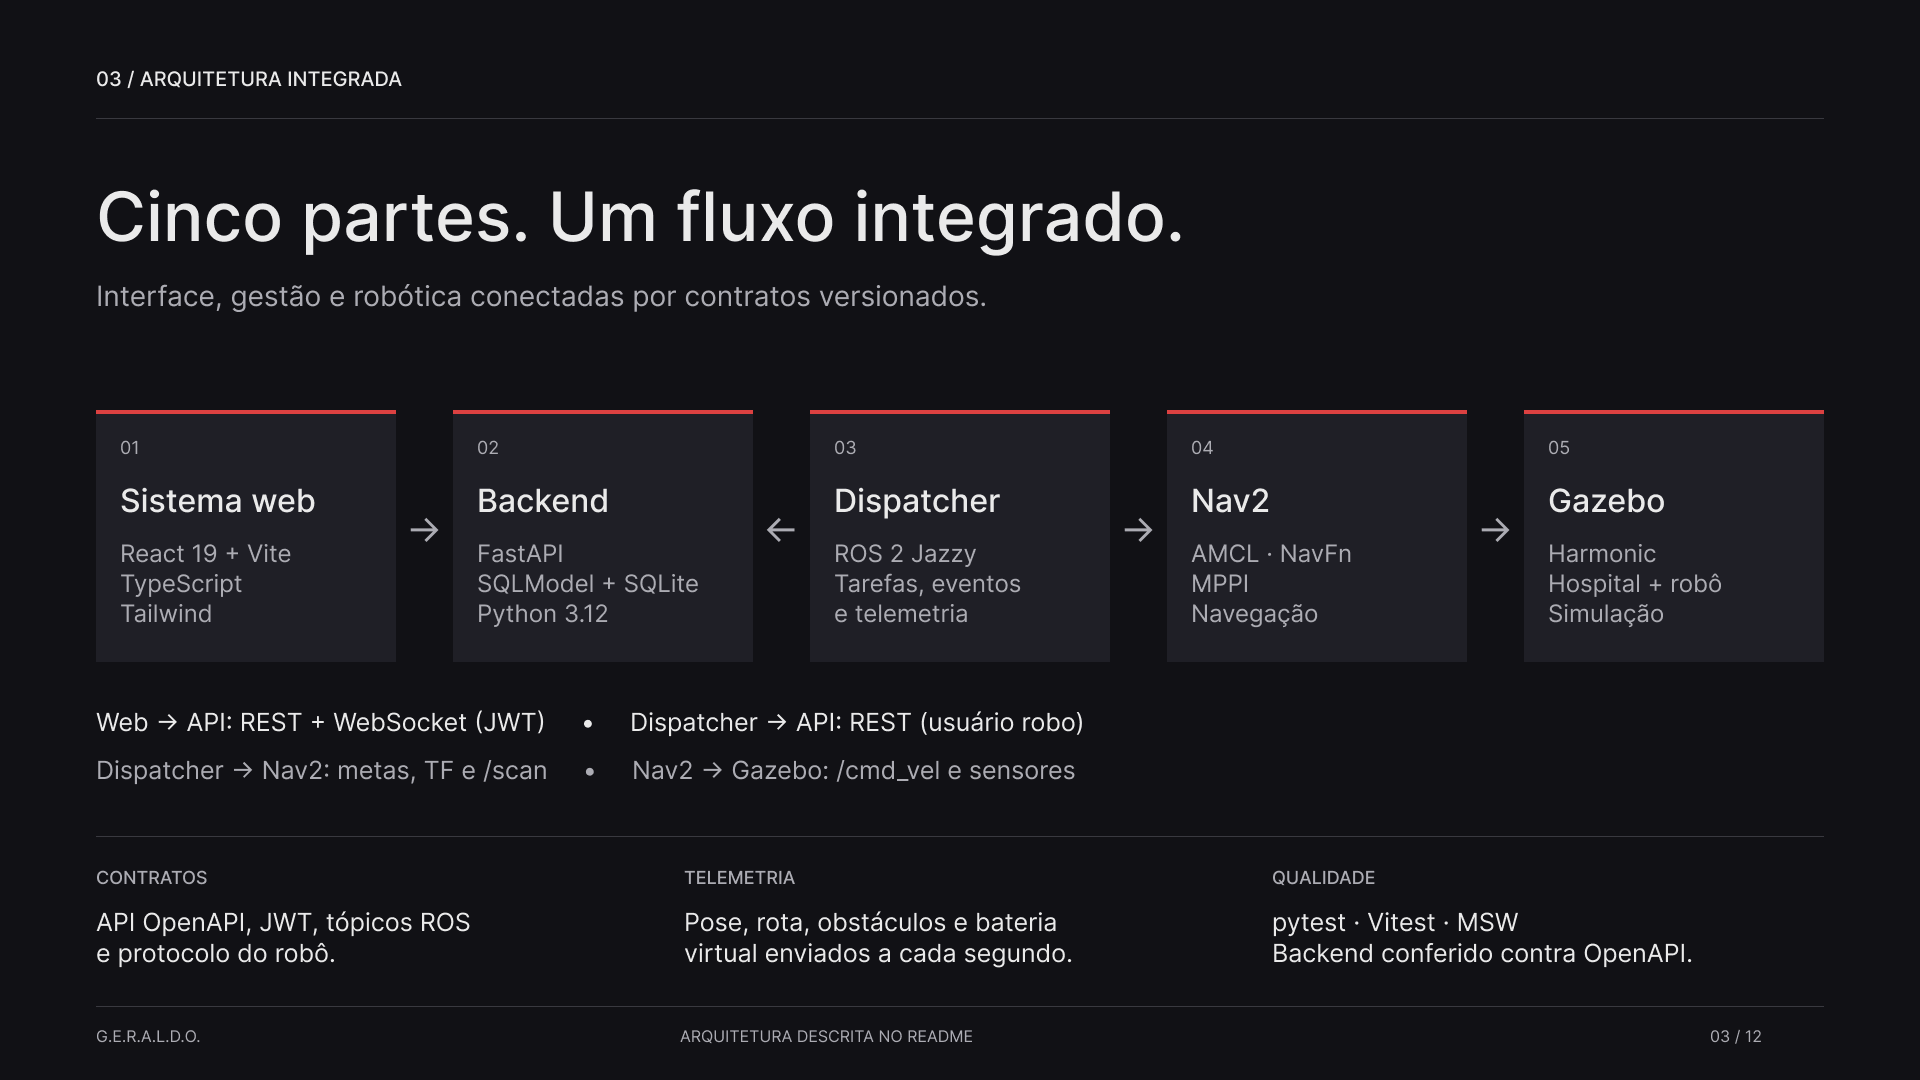 03 / ARQUITETURA INTEGRADA
Cinco partes. Um fluxo integrado.
Interface, gestão e robótica conectadas por contratos versionados.
01
Sistema web
React 19 + Vite
TypeScript
Tailwind
→
02
Backend
FastAPI
SQLModel + SQLite
Python 3.12
←
03
Dispatcher
ROS 2 Jazzy
Tarefas, eventos
e telemetria
→
04
Nav2
AMCL · NavFn
MPPI
Navegação
→
05
Gazebo
Harmonic
Hospital + robô
Simulação
Web → API: REST + WebSocket (JWT) • Dispatcher → API: REST (usuário robo)
Dispatcher → Nav2: metas, TF e /scan • Nav2 → Gazebo: /cmd_vel e sensores
CONTRATOS
API OpenAPI, JWT, tópicos ROS
e protocolo do robô.
TELEMETRIA
Pose, rota, obstáculos e bateria
virtual enviados a cada segundo.
QUALIDADE
pytest · Vitest · MSW
Backend conferido contra OpenAPI.
G.E.R.A.L.D.O.
ARQUITETURA DESCRITA NO README
03 / 12